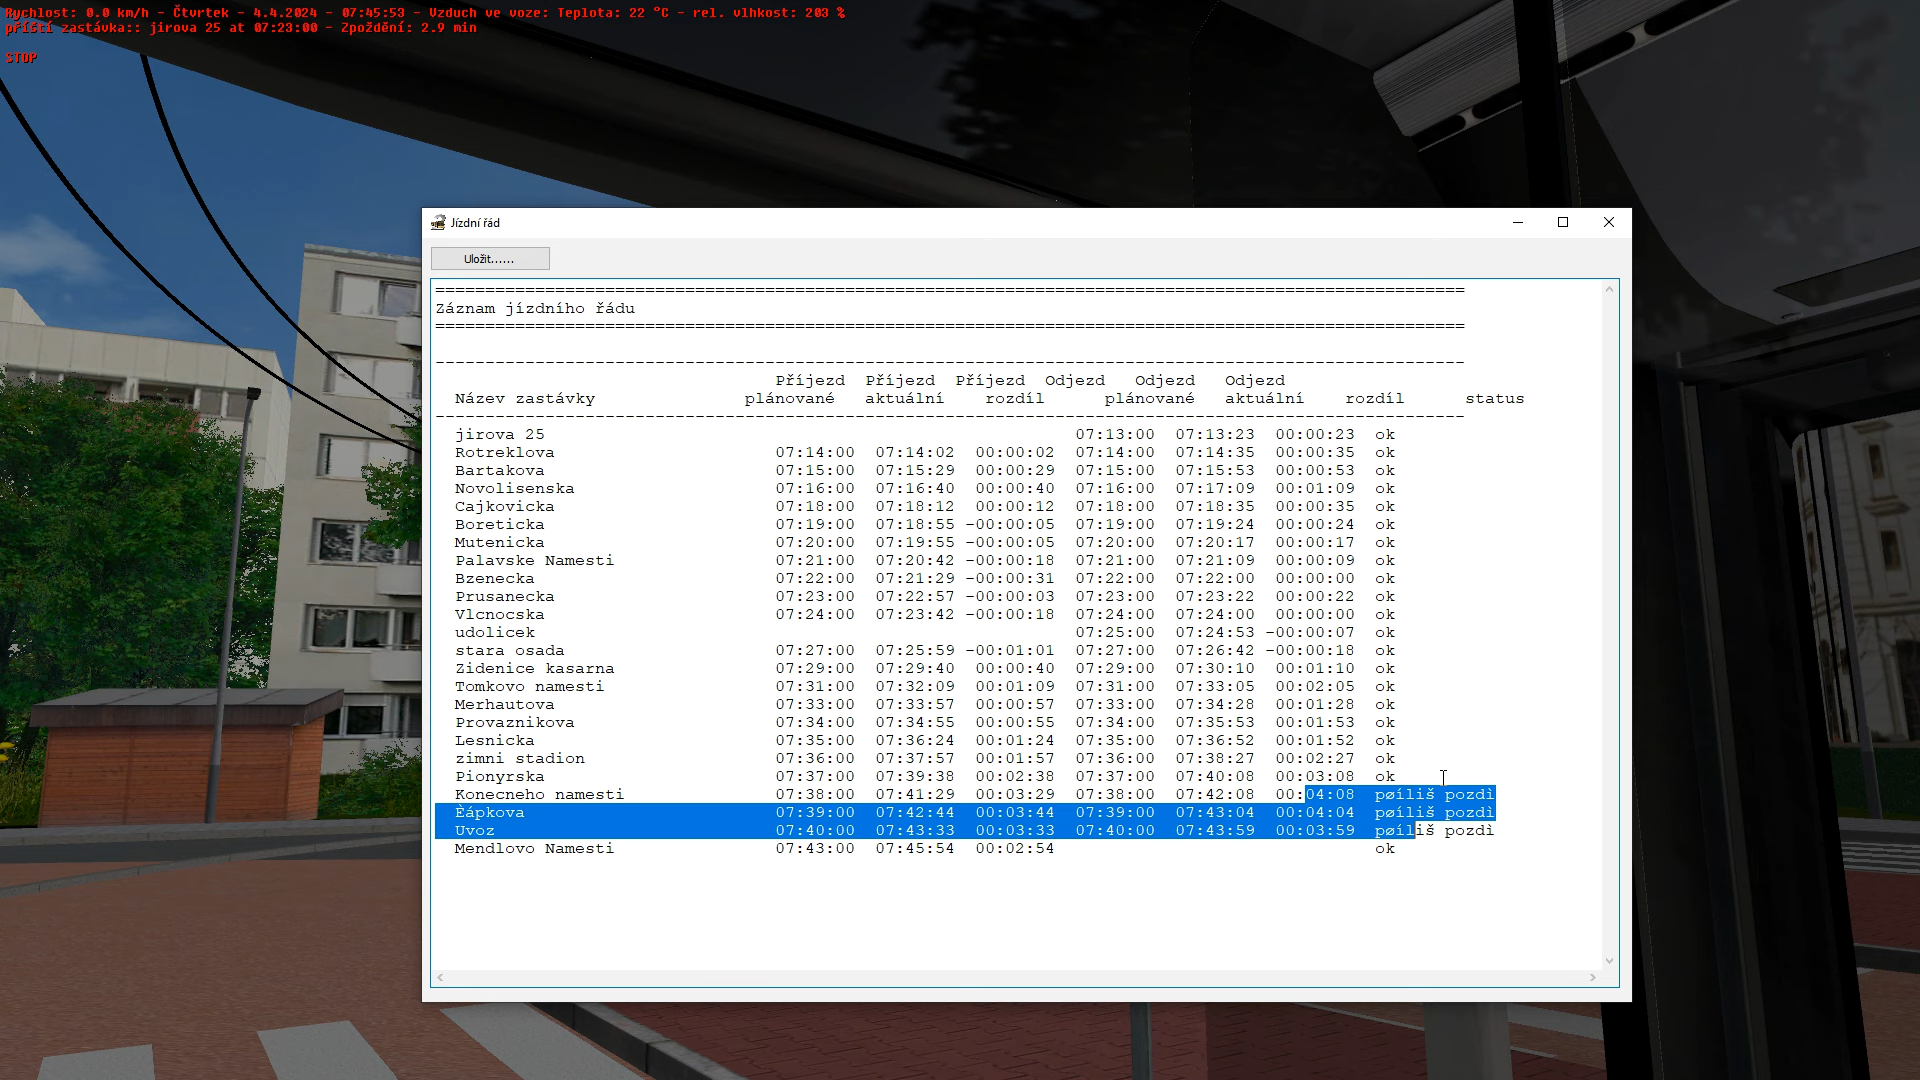 Rychlost: 0.0 km/h - Čtvrtek - 4.4.2024 - 07:45:53 - Vzduch ve voze: Teplota: 22 °C - rel. vlhkost: 203 %
příští zastávka:: jirova 25 at 07:23:00 - Zpoždění: 2.9 min
STOP
Jízdní řád
Uložit......
=======================================================================================================
Záznam jízdního řádu
=======================================================================================================
-------------------------------------------------------------------------------------------------------
Příjezd Příjezd Příjezd Odjezd Odjezd Odjezd
Název zastávky plánované aktuální rozdíl plánované aktuální rozdíl status
-------------------------------------------------------------------------------------------------------
jirova 25 07:13:00 07:13:23 00:00:23 ok
Rotreklova 07:14:00 07:14:02 00:00:02 07:14:00 07:14:35 00:00:35 ok
Bartakova 07:15:00 07:15:29 00:00:29 07:15:00 07:15:53 00:00:53 ok
Novolisenska 07:16:00 07:16:40 00:00:40 07:16:00 07:17:09 00:01:09 ok
Cajkovicka 07:18:00 07:18:12 00:00:12 07:18:00 07:18:35 00:00:35 ok
Boreticka 07:19:00 07:18:55 -00:00:05 07:19:00 07:19:24 00:00:24 ok
Mutenicka 07:20:00 07:19:55 -00:00:05 07:20:00 07:20:17 00:00:17 ok
Palavske Namesti 07:21:00 07:20:42 -00:00:18 07:21:00 07:21:09 00:00:09 ok
Bzenecka 07:22:00 07:21:29 -00:00:31 07:22:00 07:22:00 00:00:00 ok
Prusanecka 07:23:00 07:22:57 -00:00:03 07:23:00 07:23:22 00:00:22 ok
Vlcnocska 07:24:00 07:23:42 -00:00:18 07:24:00 07:24:00 00:00:00 ok
udolicek 07:25:00 07:24:53 -00:00:07 ok
stara osada 07:27:00 07:25:59 -00:01:01 07:27:00 07:26:42 -00:00:18 ok
Zidenice kasarna 07:29:00 07:29:40 00:00:40 07:29:00 07:30:10 00:01:10 ok
Tomkovo namesti 07:31:00 07:32:09 00:01:09 07:31:00 07:33:05 00:02:05 ok
Merhautova 07:33:00 07:33:57 00:00:57 07:33:00 07:34:28 00:01:28 ok
Provaznikova 07:34:00 07:34:55 00:00:55 07:34:00 07:35:53 00:01:53 ok
Lesnicka 07:35:00 07:36:24 00:01:24 07:35:00 07:36:52 00:01:52 ok
zimni stadion 07:36:00 07:37:57 00:01:57 07:36:00 07:38:27 00:02:27 ok
Pionyrska 07:37:00 07:39:38 00:02:38 07:37:00 07:40:08 00:03:08 ok
Konecneho namesti 07:38:00 07:41:29 00:03:29 07:38:00 07:42:08 00:04:08 pøíliš pozdì
Èápkova 07:39:00 07:42:44 00:03:44 07:39:00 07:43:04 00:04:04 pøíliš pozdì
Uvoz 07:40:00 07:43:33 00:03:33 07:40:00 07:43:59 00:03:59 pøíliš pozdì
Mendlovo Namesti 07:43:00 07:45:54 00:02:54 ok